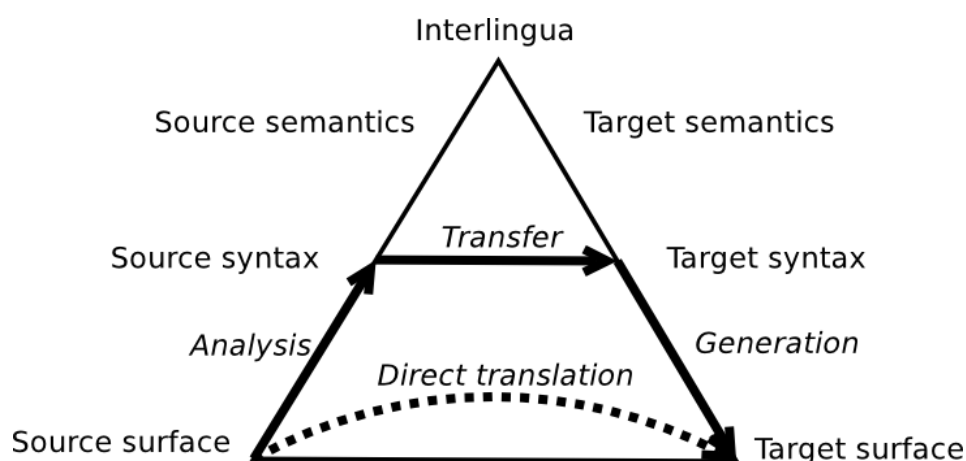 Interlingua
Source semantics
Target semantics
Transfer
Source syntax
Target syntax
Analysis
Generation
Direct translation
Source surface
Target surface